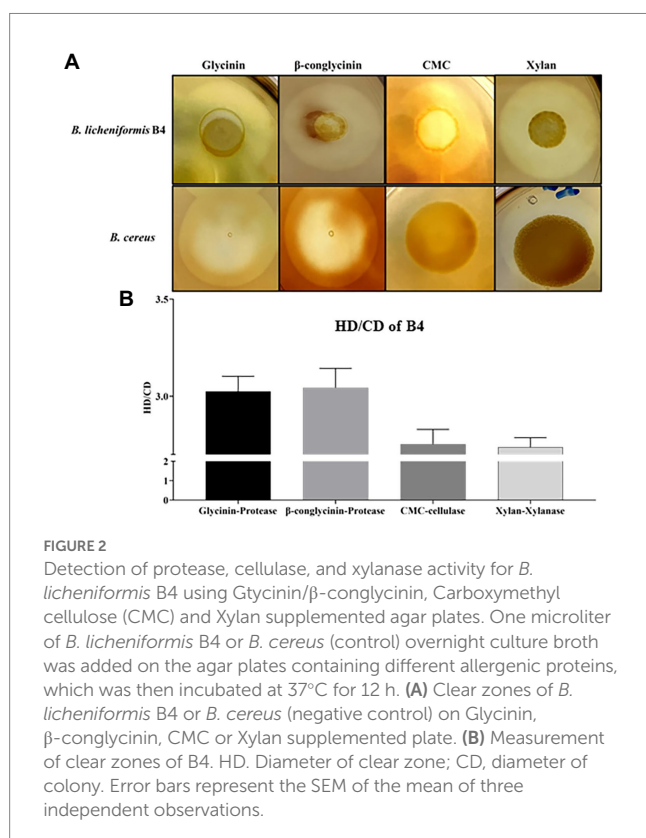 A
Glycinin β-conglycinin CMC Xylan
B. licheniformis B4
B. cereus
B
3.5
HD/CD of B4
3.0
HD/CD
2
1
0
Glycinin-Protease β-conglycinin-Protease CMC-cellulase Xylan-Xylanase
FIGURE 2
Detection of protease, cellulase, and xylanase activity for B.
licheniformis B4 using Gtycinin/β-conglycinin, Carboxymethyl
cellulose (CMC) and Xylan supplemented agar plates. One microliter
of B. licheniformis B4 or B. cereus (control) overnight culture broth
was added on the agar plates containing different allergenic proteins,
which was then incubated at 37°C for 12 h. (A) Clear zones of B.
licheniformis B4 or B. cereus (negative control) on Glycinin,
β-conglycinin, CMC or Xylan supplemented plate. (B) Measurement
of clear zones of B4. HD. Diameter of clear zone; CD, diameter of
colony. Error bars represent the SEM of the mean of three
independent observations.